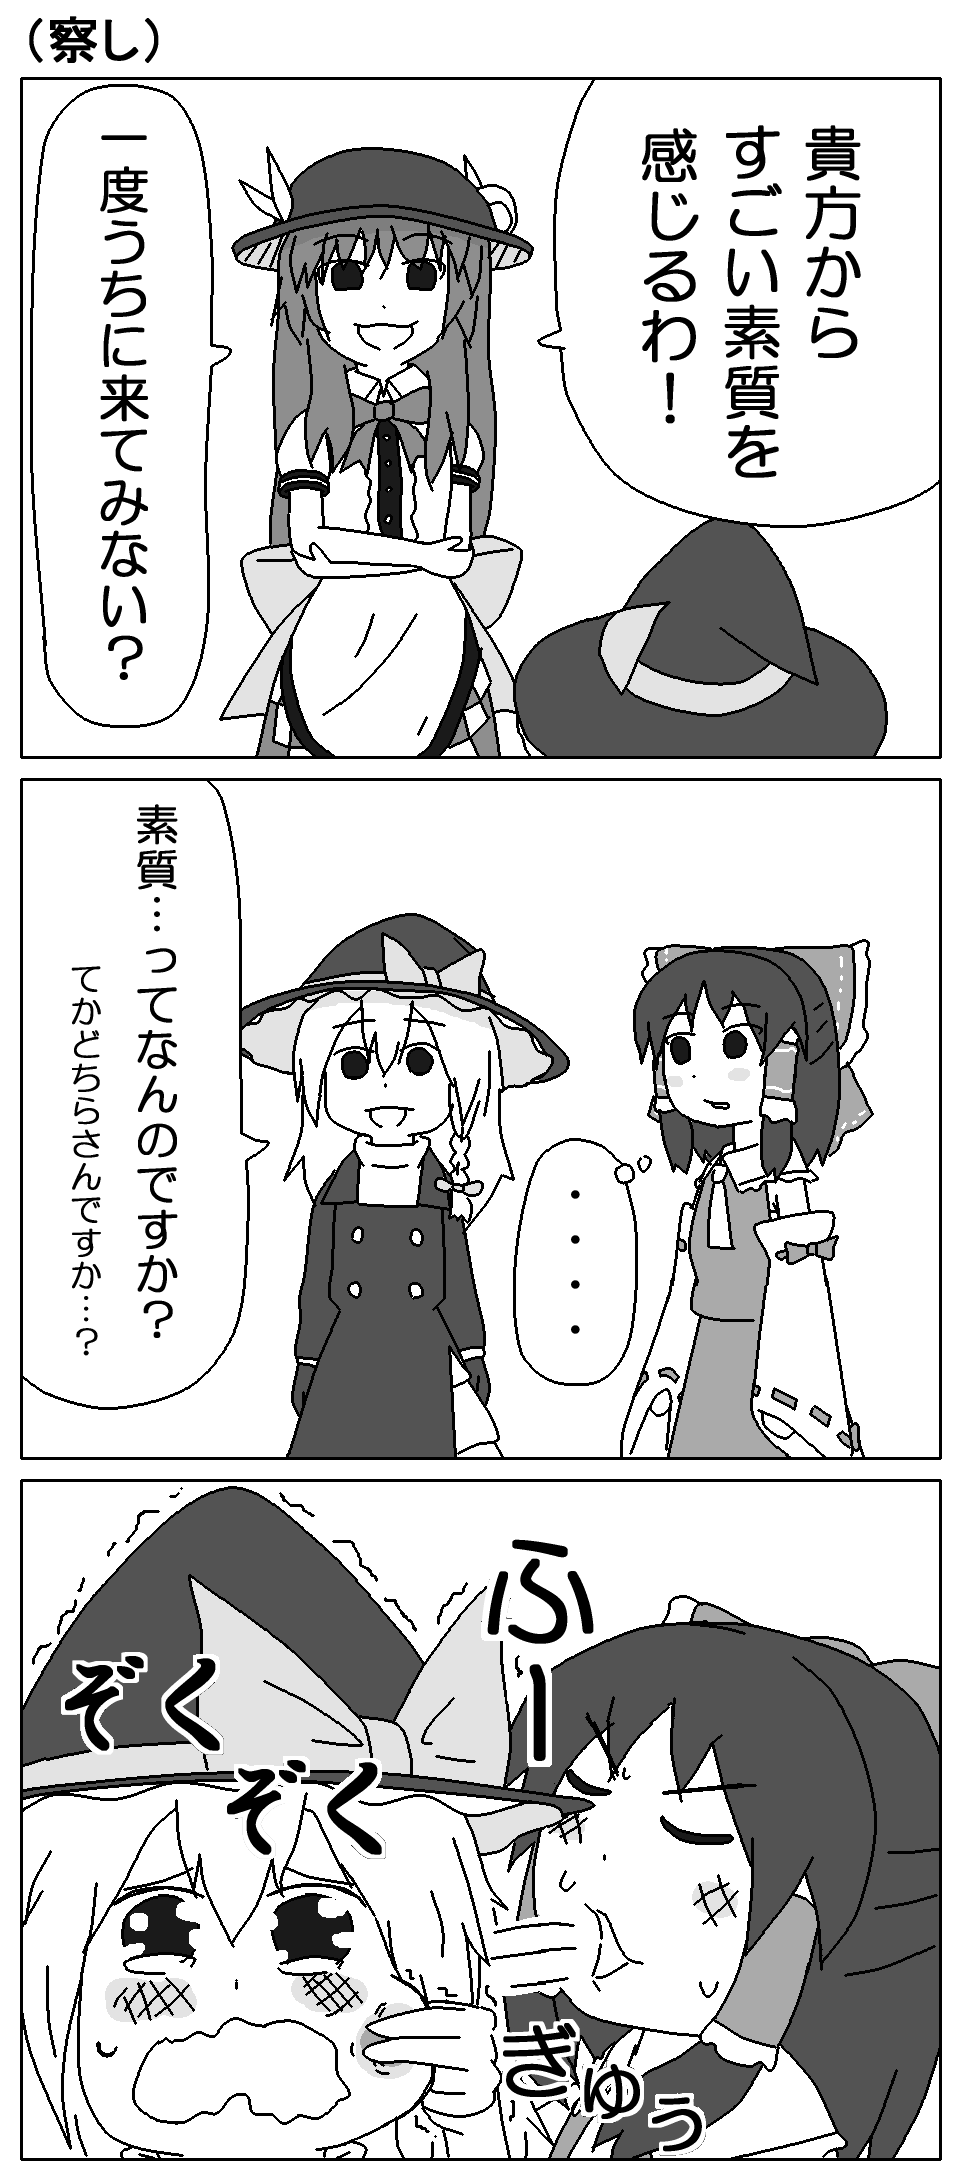 （察し）
貴方から
すごい素質を
感じるわ！
一度うちに来てみない？
素質…ってなんのですか？
てかどちらさんですか…？
・・・・
ふー
ぞく
ぞく
ぎゅぅ